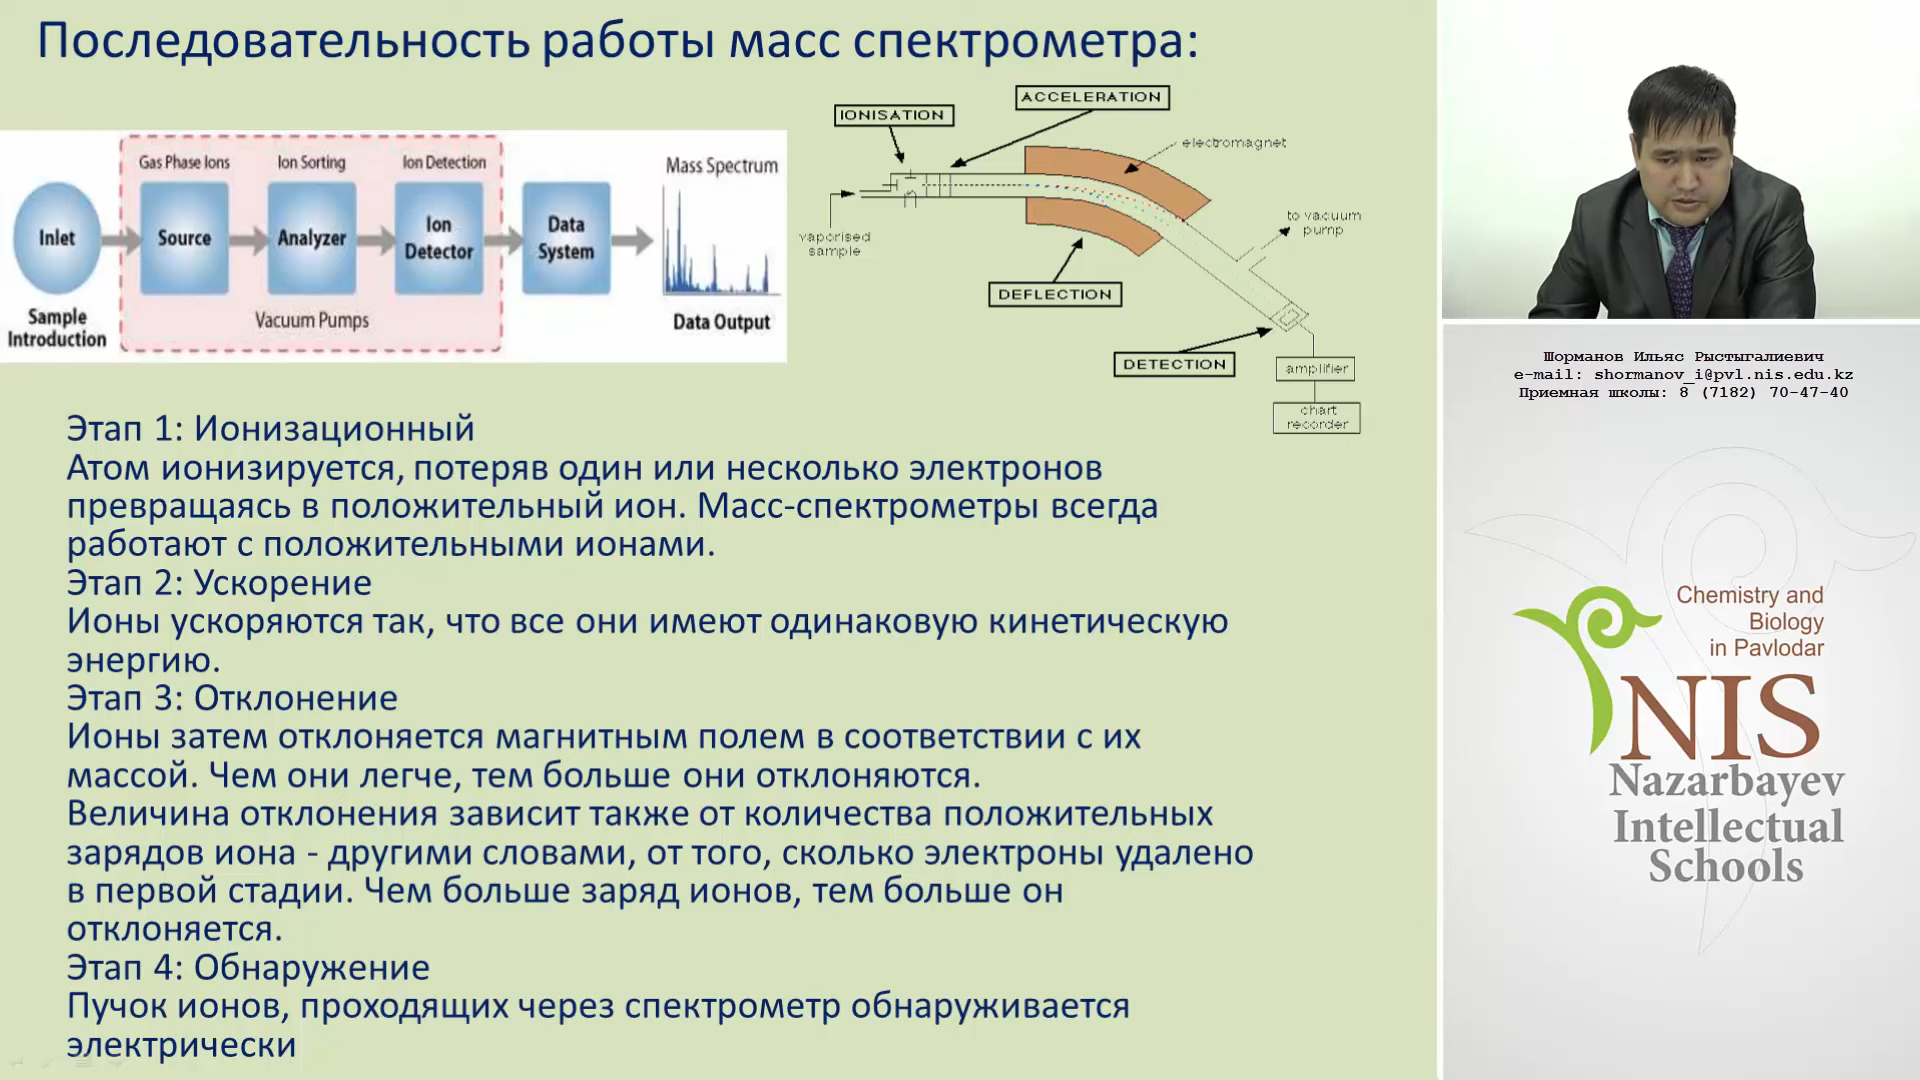 Последовательность работы масс спектрометра:
Gas Phase Ions
Ion Sorting
Ion Detection
Mass Spectrum
Inlet
Source
Analyzer
Ion
Detector
Data
System
Sample
Introduction
Vacuum Pumps
Data Output
IONISATION
ACCELERATION
electromagnet
vaporised
sample
to vacuum
pump
DEFLECTION
DETECTION
amplifier
chart
recorder
Этап 1: Ионизационный
Атом ионизируется, потеряв один или несколько электронов
превращаясь в положительный ион. Масс-спектрометры всегда
работают с положительными ионами.
Этап 2: Ускорение
Ионы ускоряются так, что все они имеют одинаковую кинетическую
энергию.
Этап 3: Отклонение
Ионы затем отклоняется магнитным полем в соответствии с их
массой. Чем они легче, тем больше они отклоняются.
Величина отклонения зависит также от количества положительных
зарядов иона - другими словами, от того, сколько электроны удалено
в первой стадии. Чем больше заряд ионов, тем больше он
отклоняется.
Этап 4: Обнаружение
Пучок ионов, проходящих через спектрометр обнаруживается
электрически
Шорманов Ильяс Рыстыгалиевич
e-mail: shormanov_i@pvl.nis.edu.kz
Приемная школы: 8 (7182) 70-47-40
Chemistry and
Biology
in Pavlodar
NIS
Nazarbayev
Intellectual
Schools